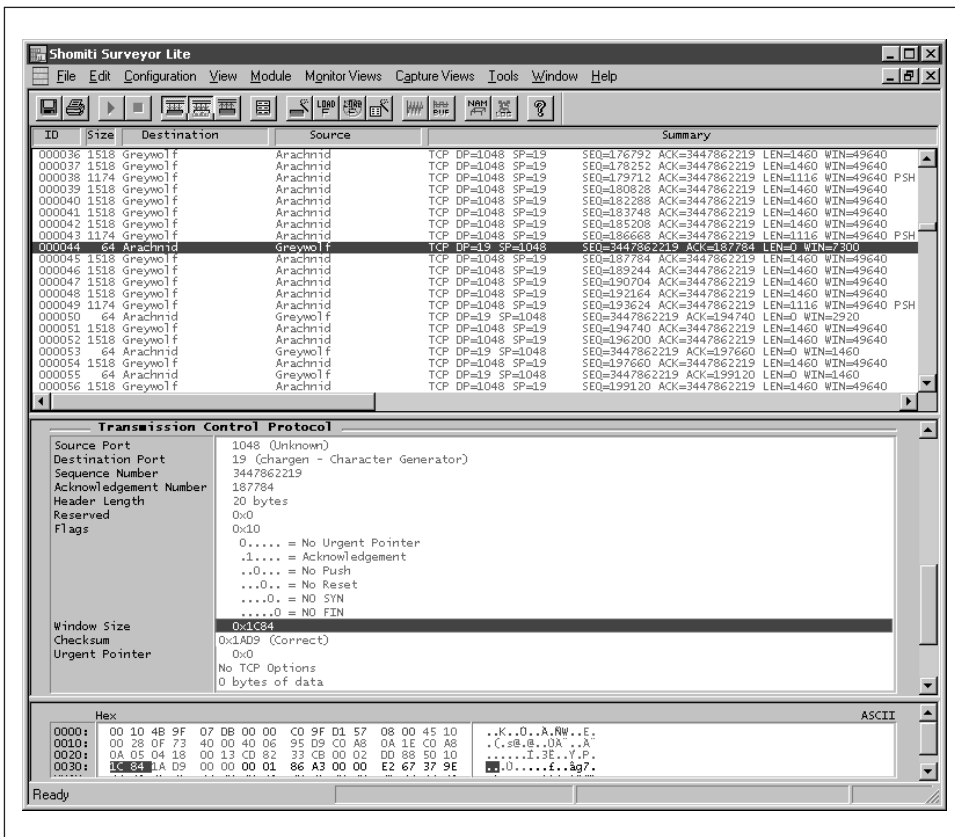 Shomiti Surveyor Lite
File Edit Configuration View Module Monitor Views Capture Views Tools Window Help
ID Size Destination Source Summary
000036 1518 Greywolf Arachnid TCP DP=1048 SP=19 SEQ=176792 ACK=3447862219 LEN=1460 WIN=49640
000037 1518 Greywolf Arachnid TCP DP=1048 SP=19 SEQ=178252 ACK=3447862219 LEN=1460 WIN=49640
000038 1174 Greywolf Arachnid TCP DP=1048 SP=19 SEQ=179712 ACK=3447862219 LEN=1116 WIN=49640 PSH
000039 1518 Greywolf Arachnid TCP DP=1048 SP=19 SEQ=180828 ACK=3447862219 LEN=1460 WIN=49640
000040 1518 Greywolf Arachnid TCP DP=1048 SP=19 SEQ=182288 ACK=3447862219 LEN=1460 WIN=49640
000041 1518 Greywolf Arachnid TCP DP=1048 SP=19 SEQ=183748 ACK=3447862219 LEN=1460 WIN=49640
000042 1518 Greywolf Arachnid TCP DP=1048 SP=19 SEQ=185208 ACK=3447862219 LEN=1460 WIN=49640
000043 1174 Greywolf Arachnid TCP DP=1048 SP=19 SEQ=186668 ACK=3447862219 LEN=1116 WIN=49640 PSH
000044 64 Arachnid Greywolf TCP DP=19 SP=1048 SEQ=3447862219 ACK=187784 LEN=0 WIN=7300
000045 1518 Greywolf Arachnid TCP DP=1048 SP=19 SEQ=187784 ACK=3447862219 LEN=1460 WIN=49640
000046 1518 Greywolf Arachnid TCP DP=1048 SP=19 SEQ=189244 ACK=3447862219 LEN=1460 WIN=49640
000047 1518 Greywolf Arachnid TCP DP=1048 SP=19 SEQ=190704 ACK=3447862219 LEN=1460 WIN=49640
000048 1518 Greywolf Arachnid TCP DP=1048 SP=19 SEQ=192164 ACK=3447862219 LEN=1460 WIN=49640
000049 1174 Greywolf Arachnid TCP DP=1048 SP=19 SEQ=193624 ACK=3447862219 LEN=1116 WIN=49640 PSH
000050 64 Arachnid Greywolf TCP DP=19 SP=1048 SEQ=3447862219 ACK=194740 LEN=0 WIN=2920
000051 1518 Greywolf Arachnid TCP DP=1048 SP=19 SEQ=194740 ACK=3447862219 LEN=1460 WIN=49640
000052 1518 Greywolf Arachnid TCP DP=1048 SP=19 SEQ=196200 ACK=3447862219 LEN=1460 WIN=49640
000053 64 Arachnid Greywolf TCP DP=19 SP=1048 SEQ=3447862219 ACK=197660 LEN=0 WIN=1460
000054 1518 Greywolf Arachnid TCP DP=1048 SP=19 SEQ=197660 ACK=3447862219 LEN=1460 WIN=49640
000055 64 Arachnid Greywolf TCP DP=19 SP=1048 SEQ=3447862219 ACK=199120 LEN=0 WIN=1460
000056 1518 Greywolf Arachnid TCP DP=1048 SP=19 SEQ=199120 ACK=3447862219 LEN=1460 WIN=49640
Transmission Control Protocol
Source Port 1048 (Unknown)
Destination Port 19 (chargen - Character Generator)
Sequence Number 3447862219
Acknowledgement Number 187784
Header Length 20 bytes
Reserved 0x0
Flags 0x10
0..... = No Urgent Pointer
.1.... = Acknowledgement
..0... = No Push
...0.. = No Reset
....0. = NO SYN
.....0 = NO FIN
Window Size 0x1C84
Checksum 0x1AD9 (Correct)
Urgent Pointer 0x0
No TCP Options
0 bytes of data
Hex ASCII
0000: 00 10 4B 9F 07 DB 00 00 C0 9F D1 57 08 00 45 10
0010: 00 28 0F 73 40 00 40 06 95 D9 C0 A8 0A 1E C0 A8
0020: 0A 05 04 18 00 13 CD 82 33 CB 00 02 DD 88 50 10
0030: 1C 84 1A D9 00 00 00 01 86 A3 00 00 E2 67 37 9E
Ready